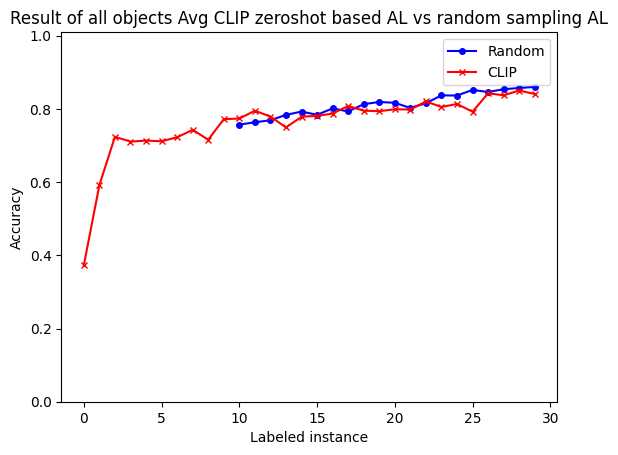 Result of all objects Avg CLIP zeroshot based AL vs random sampling AL
1.0
0.8
0.6
0.4
0.2
0.0
Accuracy
Random
CLIP
0 5 10 15 20 25 30
Labeled instance